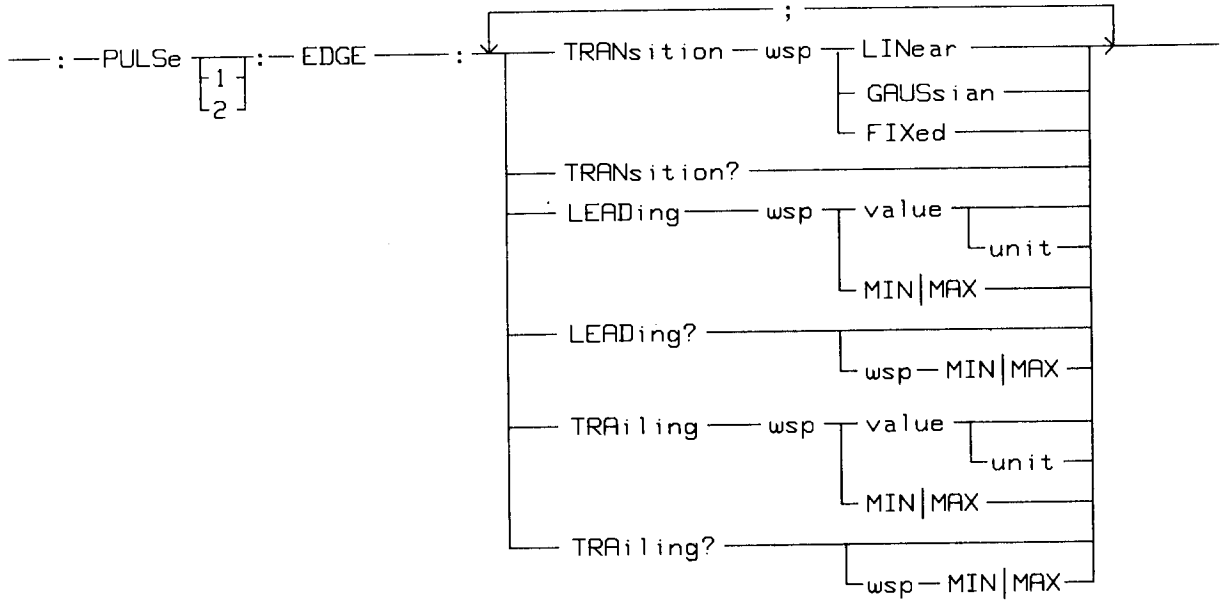 ;
: PULSe 1 2 : EDGE : TRANsition wsp LINear
GAUSsian
FIXed
TRANsition?
LEADing wsp value
unit
MIN|MAX
LEADing?
wsp MIN|MAX
TRAiling wsp value
unit
MIN|MAX
TRAiling?
wsp MIN|MAX